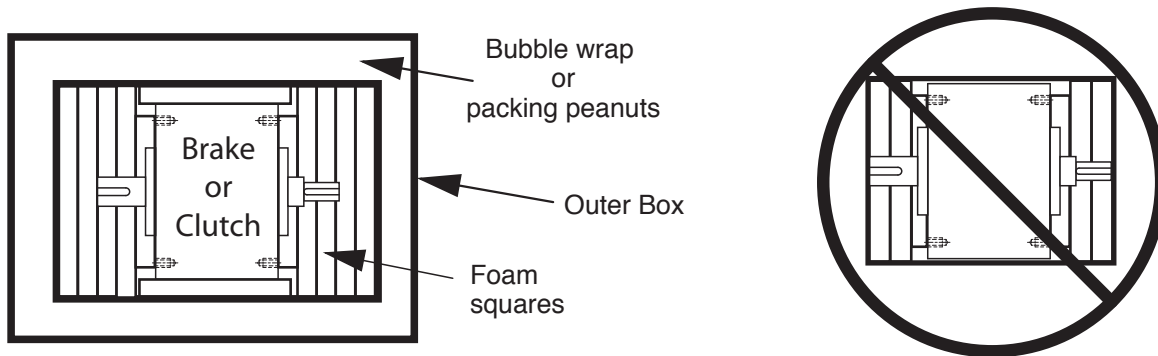 Bubble wrap
or
packing peanuts
Brake
or
Clutch
Outer Box
Foam
squares